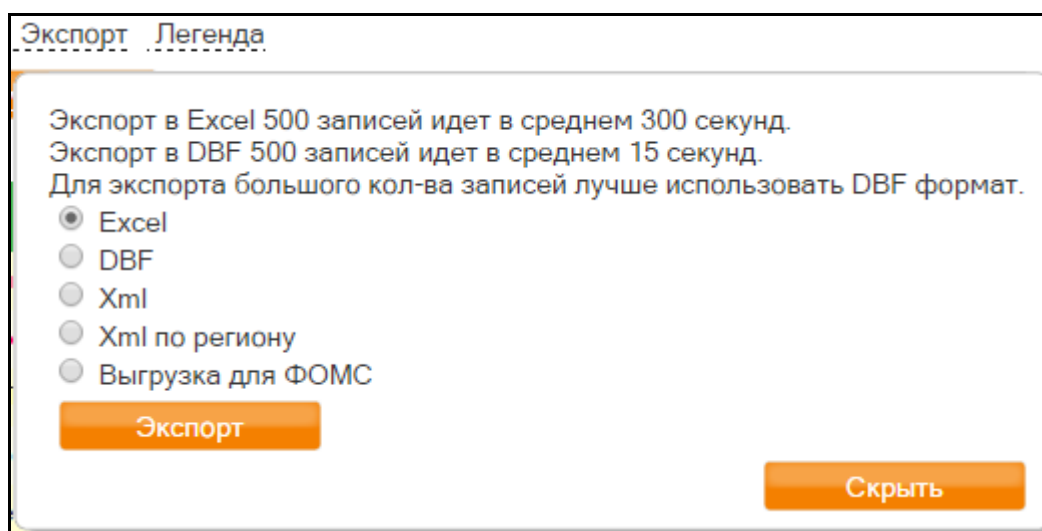 Экспорт Легенда
Экспорт в Excel 500 записей идет в среднем 300 секунд.
Экспорт в DBF 500 записей идет в среднем 15 секунд.
Для экспорта большого кол-ва записей лучше использовать DBF формат.
Excel
DBF
Xml
Xml по региону
Выгрузка для ФОМС
Экспорт
Скрыть